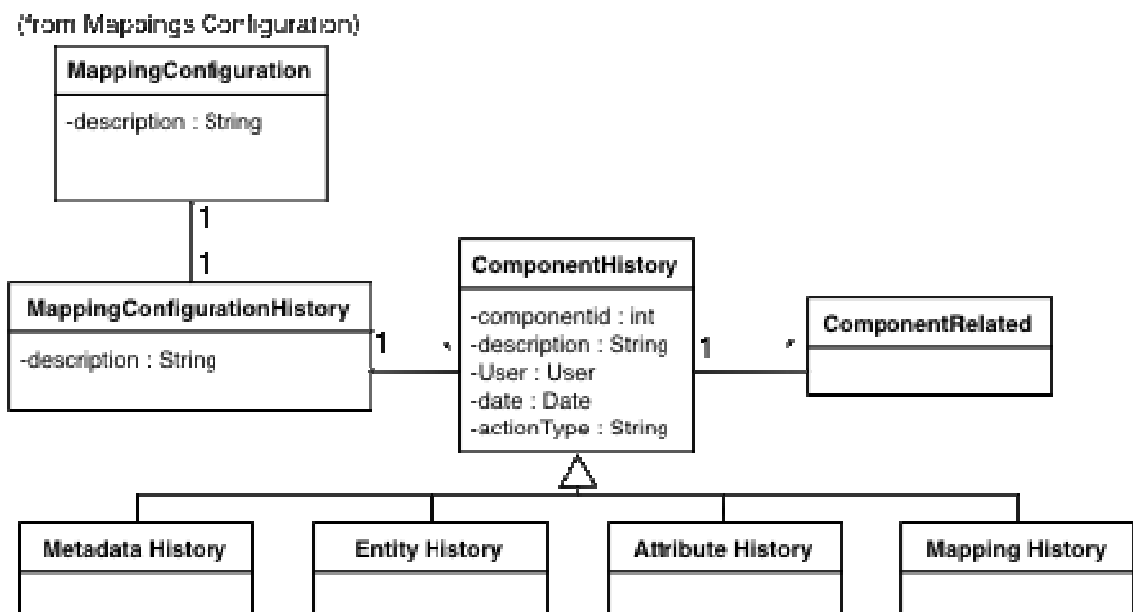 (from Mappings Configuration)
MappingConfiguration
-description : String
1
1
MappingConfigurationHistory
-description : String
1
*
ComponentHistory
-componentid : int
-description : String
-User : User
-date : Date
-actionType : String
1
*
ComponentRelated
Metadata History
Entity History
Attribute History
Mapping History